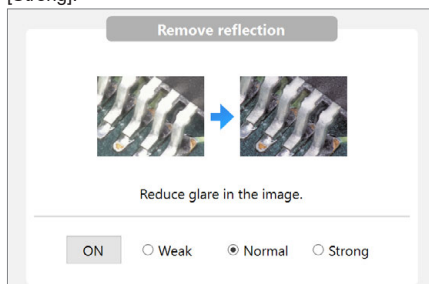 [Strong].
Remove reflection
Reduce glare in the image.
ON Weak Normal Strong